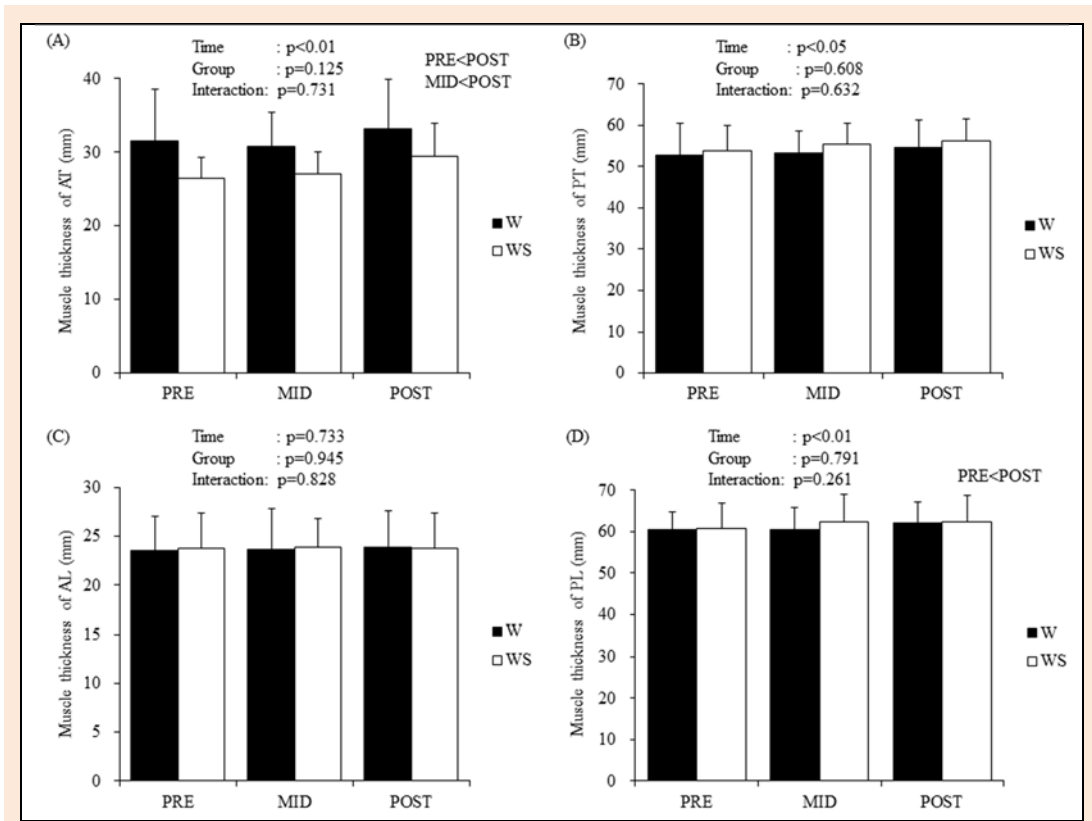 (A)
Time : p<0.01
Group : p=0.125
Interaction: p=0.731
PRE<POST
MID<POST
Muscle thickness of AT (mm)
40
30
20
10
0
PRE MID POST
W
WS
(B)
Time : p<0.05
Group : p=0.608
Interaction: p=0.632
Muscle thickness of PT (mm)
70
60
50
40
30
20
10
0
PRE MID POST
W
WS
(C)
Time : p=0.733
Group : p=0.945
Interaction: p=0.828
Muscle thickness of AL (mm)
30
25
20
15
10
5
0
PRE MID POST
W
WS
(D)
Time : p<0.01
Group : p=0.791
Interaction: p=0.261
PRE<POST
Muscle thickness of PL (mm)
70
60
50
40
30
20
10
0
PRE MID POST
W
WS